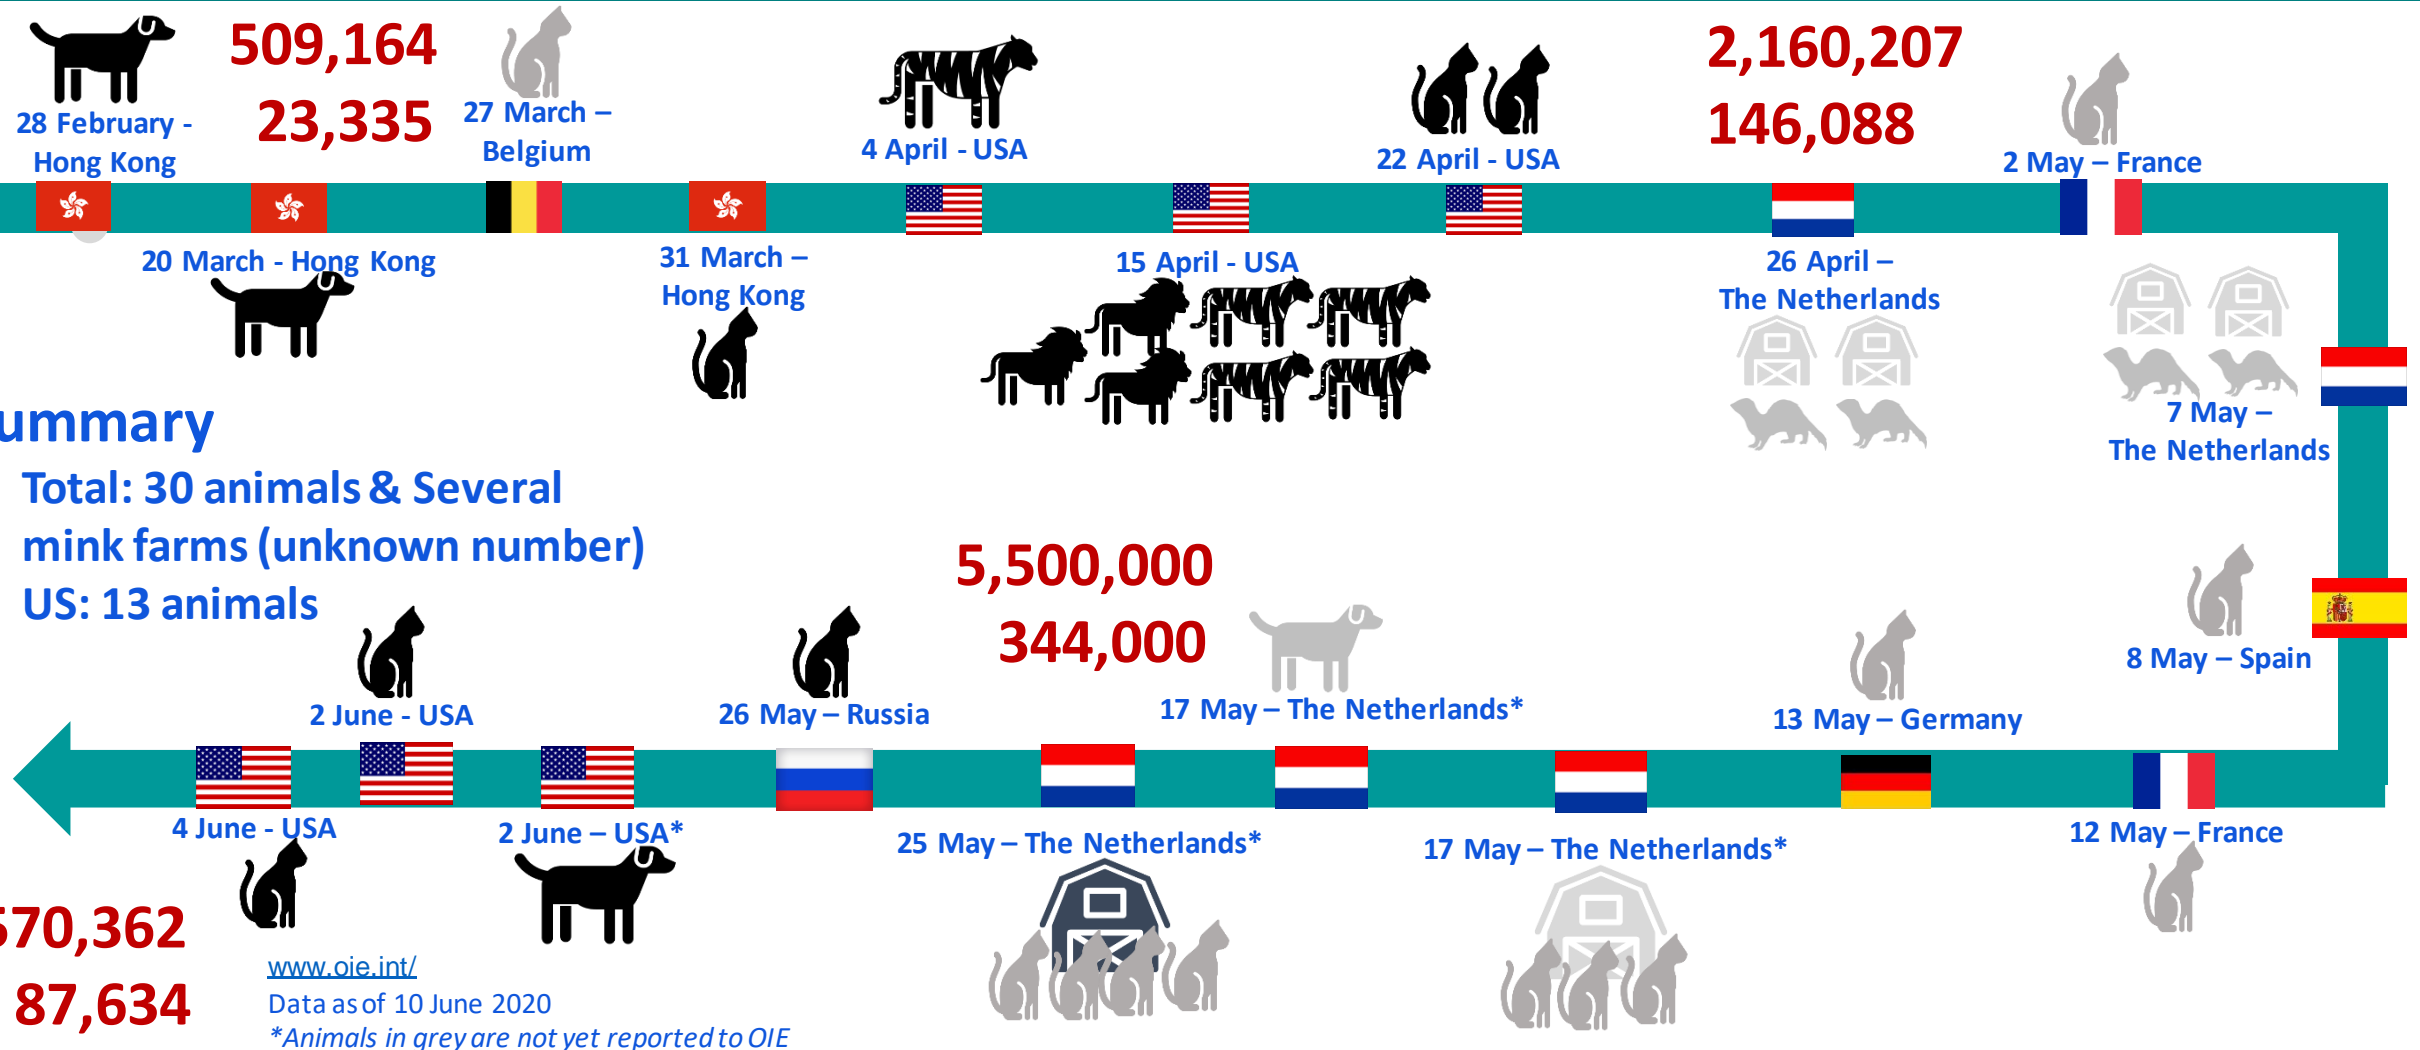 509,164
23,335
28 February -
Hong Kong
27 March –
Belgium
4 April - USA
22 April - USA
2,160,207
146,088
2 May – France
20 March - Hong Kong
31 March –
Hong Kong
15 April - USA
26 April –
The Netherlands
7 May –
The Netherlands
ummary
Total: 30 animals & Several
mink farms (unknown number)
US: 13 animals
5,500,000
344,000
8 May – Spain
2 June - USA
26 May – Russia
17 May – The Netherlands*
13 May – Germany
4 June - USA
2 June – USA*
25 May – The Netherlands*
17 May – The Netherlands*
12 May – France
570,362
87,634
www.oie.int/
Data as of 10 June 2020
*Animals in grey are not yet reported to OIE